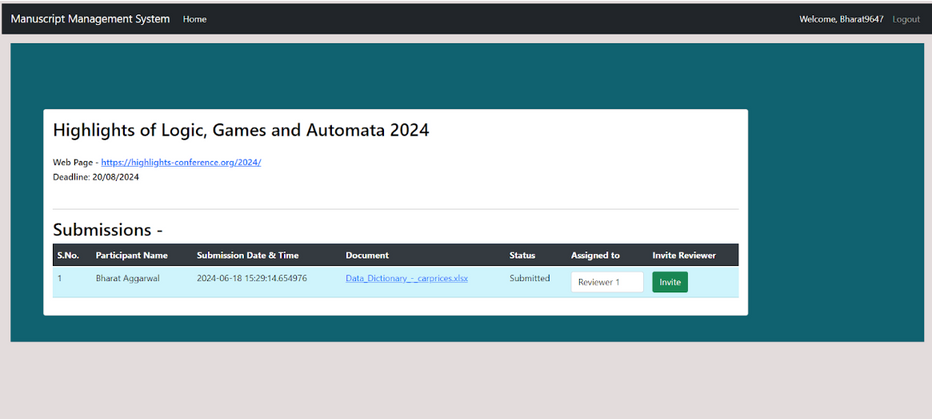 Manuscript Management System Home Welcome, Bharat9647 Logout
Highlights of Logic, Games and Automata 2024
Web Page - https://highlights-conference.org/2024/
Deadline: 20/08/2024
Submissions -
S.No. Participant Name Submission Date & Time Document Status Assigned to Invite Reviewer
1 Bharat Aggarwal 2024-06-18 15:29:14.654976 Data_Dictionary_-_carprices.xlsx Submitted Reviewer 1 Invite